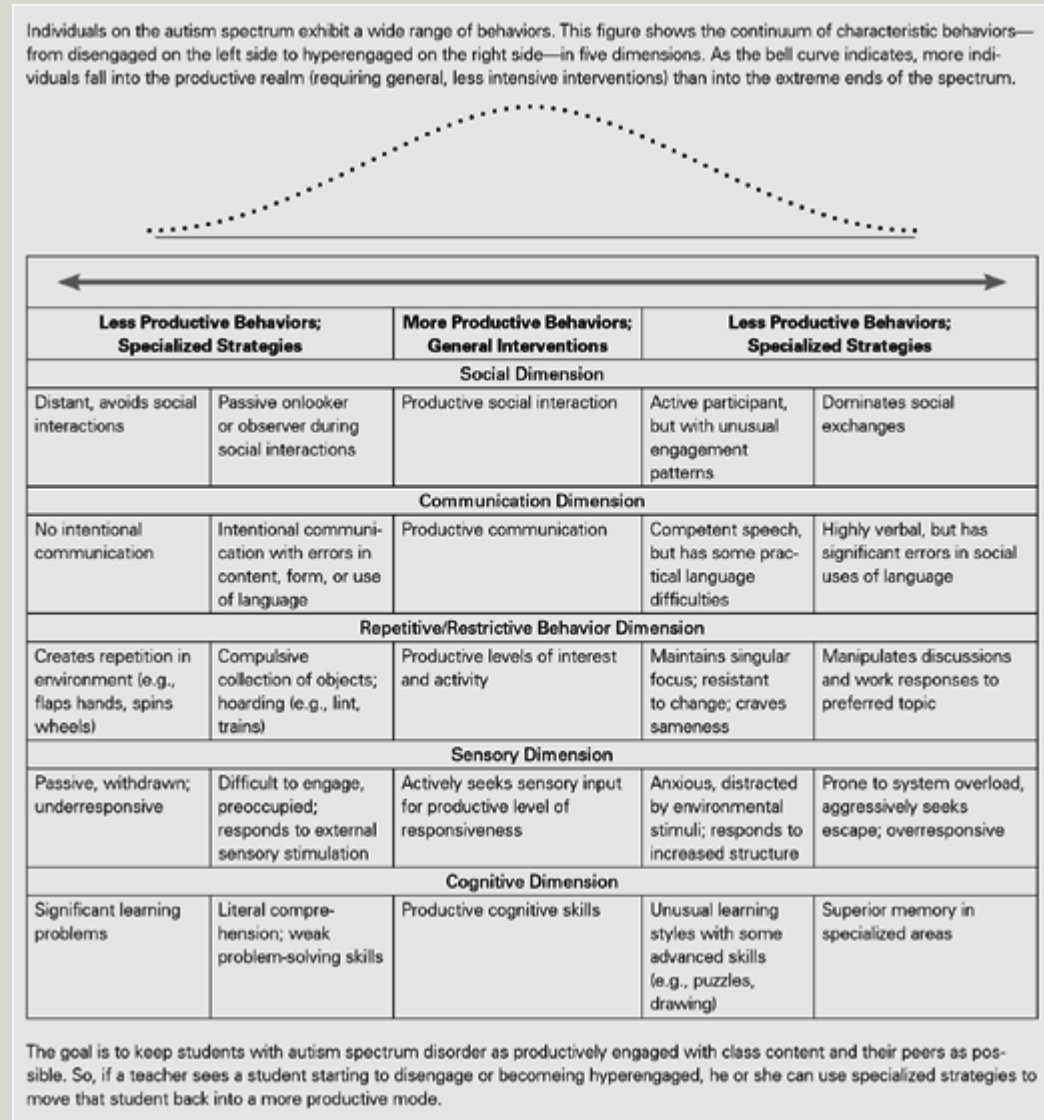 Individuals on the autism spectrum exhibit a wide range of behaviors. This figure shows the continuum of characteristic behaviors—
from disengaged on the left side to hyperengaged on the right side—in five dimensions. As the bell curve indicates, more indi-
viduals fall into the productive realm (requiring general, less intensive interventions) than into the extreme ends of the spectrum.
Less Productive Behaviors;
Specialized Strategies
More Productive Behaviors;
General Interventions
Less Productive Behaviors;
Specialized Strategies
Social Dimension
Distant, avoids social
interactions
Passive onlooker
or observer during
social interactions
Productive social interaction
Active participant,
but with unusual
engagement
patterns
Dominates social
exchanges
Communication Dimension
No intentional
communication
Intentional communi-
cation with errors in
content, form, or use
of language
Productive communication
Competent speech,
but has some prac-
tical language
difficulties
Highly verbal, but has
significant errors in social
uses of language
Repetitive/Restrictive Behavior Dimension
Creates repetition in
environment (e.g.,
flaps hands, spins
wheels)
Compulsive
collection of objects;
hoarding (e.g., lint,
trains)
Productive levels of interest
and activity
Maintains singular
focus; resistant
to change; craves
sameness
Manipulates discussions
and work responses to
preferred topic
Sensory Dimension
Passive, withdrawn;
underresponsive
Difficult to engage,
preoccupied;
responds to external
sensory stimulation
Actively seeks sensory input
for productive level of
responsiveness
Anxious, distracted
by environmental
stimuli; responds to
increased structure
Prone to system overload,
aggressively seeks
escape; overresponsive
Cognitive Dimension
Significant learning
problems
Literal compre-
hension; weak
problem-solving skills
Productive cognitive skills
Unusual learning
styles with some
advanced skills
(e.g., puzzles,
drawing)
Superior memory in
specialized areas
The goal is to keep students with autism spectrum disorder as productively engaged with class content and their peers as pos-
sible. So, if a teacher sees a student starting to disengage or becomeing hyperengaged, he or she can use specialized strategies to
move that student back into a more productive mode.